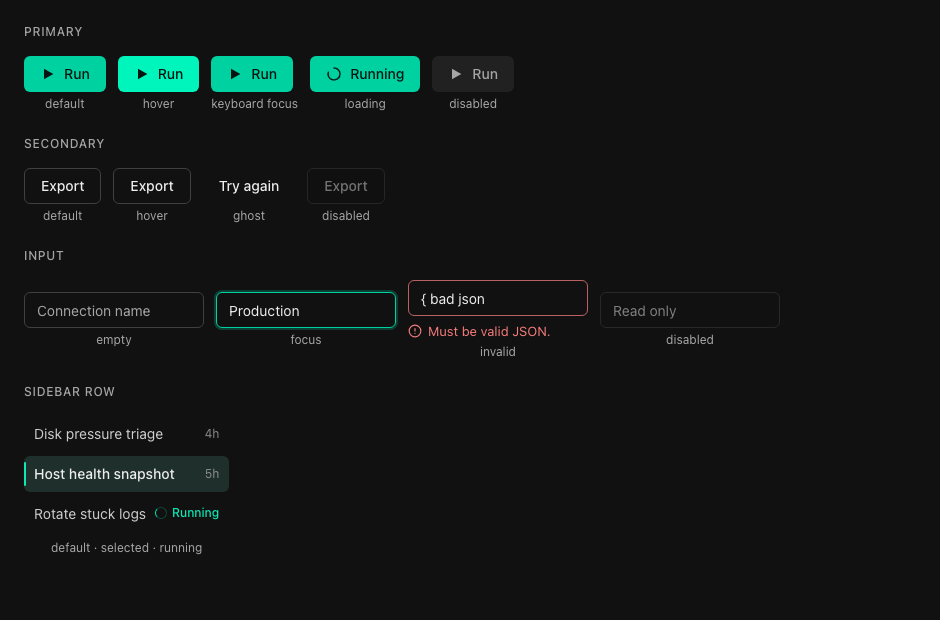 PRIMARY
Run Run Run Running Run
default hover keyboard focus loading disabled
SECONDARY
Export Export Try again Export
default hover ghost disabled
INPUT
Connection name Production { bad json Read only
Must be valid JSON.
empty focus invalid disabled
SIDEBAR ROW
Disk pressure triage 4h
Host health snapshot 5h
Rotate stuck logs Running
default · selected · running